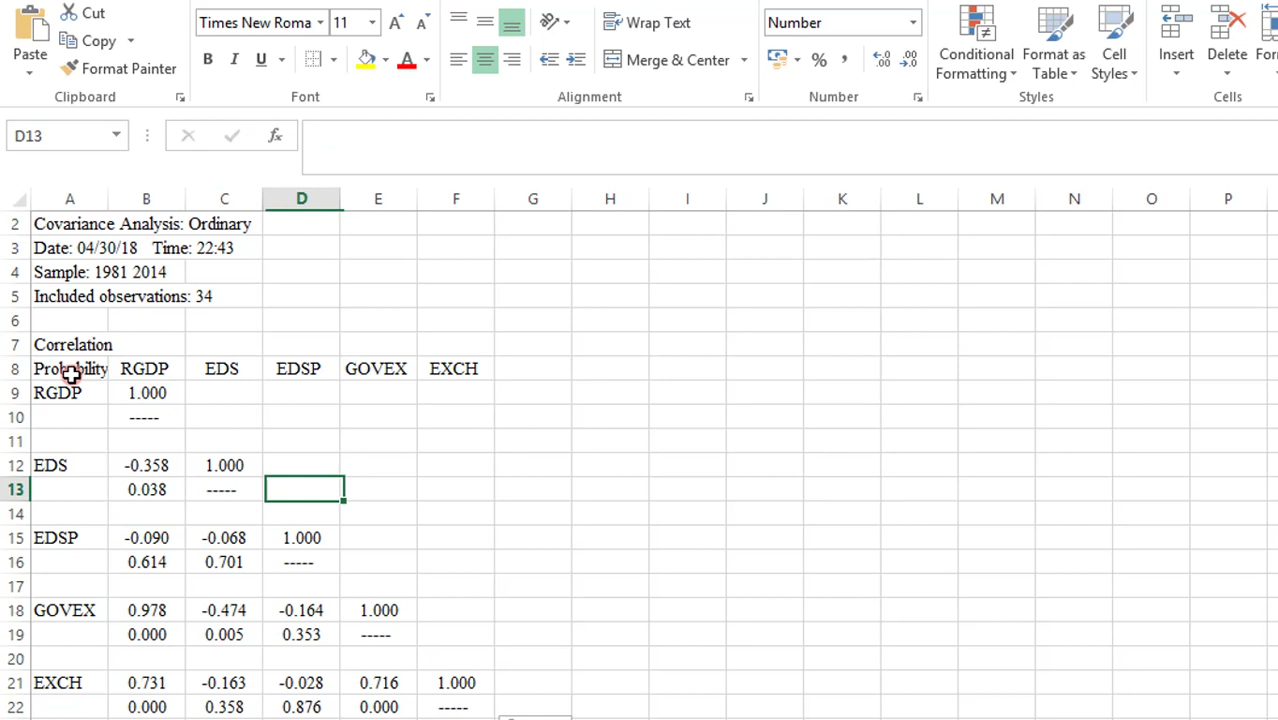 Cut
Copy
Format Painter
Paste
Clipboard
Times New Roma 11 A A
B I U A
Font
Wrap Text
Merge & Center
Alignment
Number
% ,
Number
Conditional Formatting
Format as Table
Cell Styles
Styles
Insert
Delete
Cells
D13 fx
A B C D E F G H I J K L M N O P
2 Covariance Analysis: Ordinary
3 Date: 04/30/18 Time: 22:43
4 Sample: 1981 2014
5 Included observations: 34
6
7 Correlation
8 Probability RGDP EDS EDSP GOVEX EXCH
9 RGDP 1.000
10 -----
11
12 EDS -0.358 1.000
13 0.038 -----
14
15 EDSP -0.090 -0.068 1.000
16 0.614 0.701 -----
17
18 GOVEX 0.978 -0.474 -0.164 1.000
19 0.000 0.005 0.353 -----
20
21 EXCH 0.731 -0.163 -0.028 0.716 1.000
22 0.000 0.358 0.876 0.000 -----